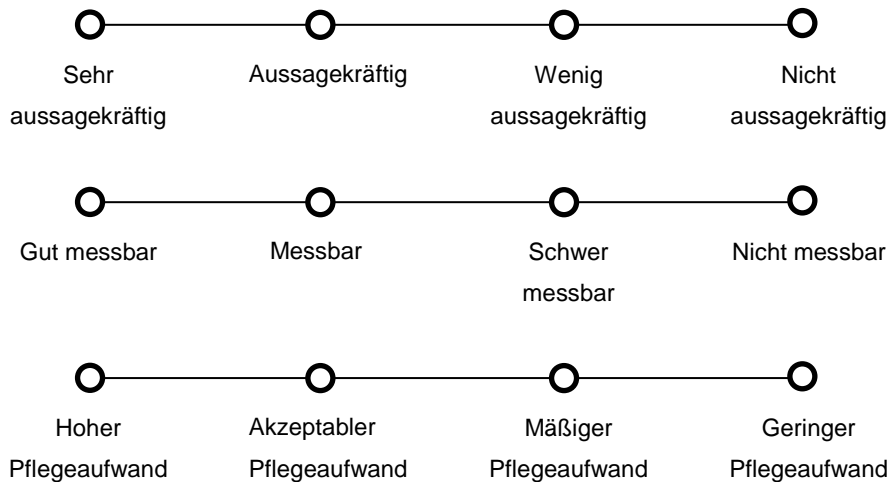 Sehr Aussagekräftig Wenig Nicht
aussagekräftig aussagekräftig aussagekräftig
Gut messbar Messbar Schwer Nicht messbar
messbar
Hoher Akzeptabler Mäßiger Geringer
Pflegeaufwand Pflegeaufwand Pflegeaufwand Pflegeaufwand